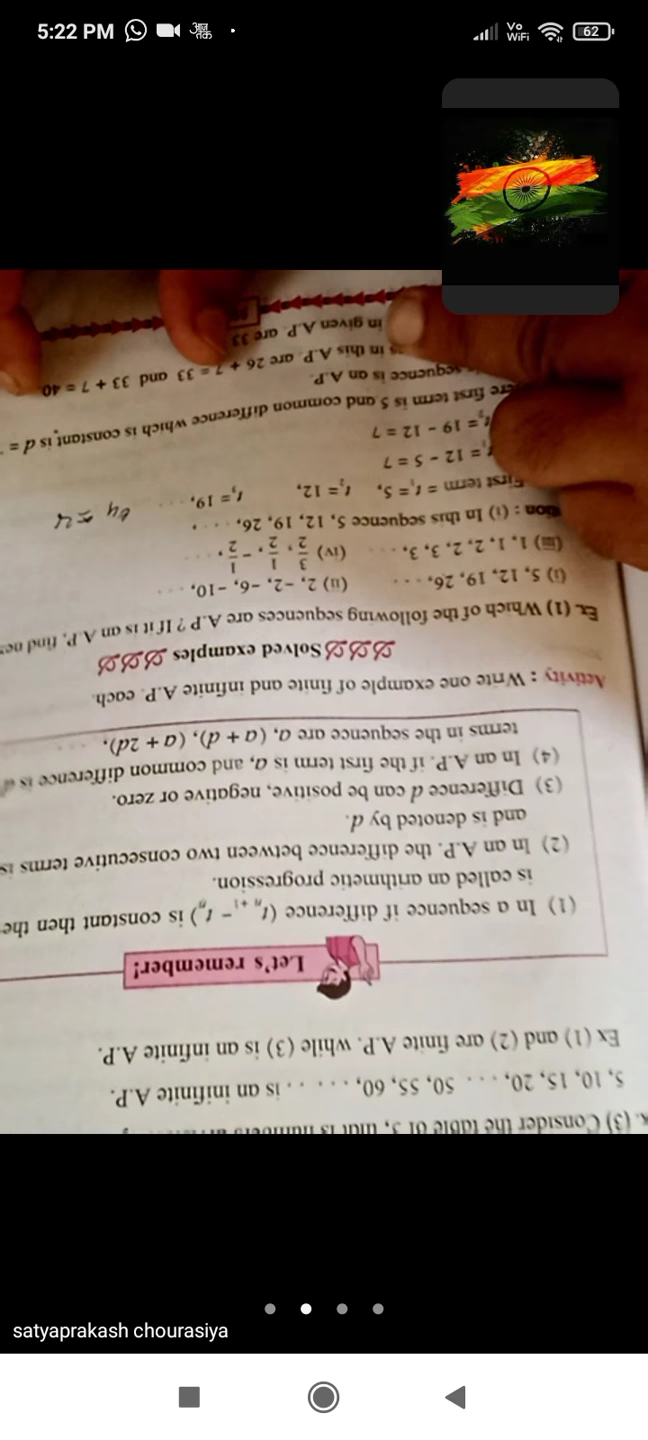 5:22 PM आज तक
Vo WiFi 62
x. (3) Consider the table of 5, that is numbers
5, 10, 15, 20, . . . 50, 55, 60, . . . . . . is an inifinite A.P.
Ex (1) and (2) are finite A.P. while (3) is an infinite A.P.
Let's remember!
(1) In a sequence if difference (tₙ ₊₁ – tₙ) is constant then the
is called an arithmetic progression.
(2) In an A.P. the difference between two consecutive terms is
and is denoted by d.
(3) Difference d can be positive, negative or zero.
(4) In an A.P. if the first term is a, and common difference is d
terms in the sequence are a, (a + d), (a + 2d), . . . .
Activity : Write one example of finite and infinite A.P. each.
Solved examples
Ex. (1) Which of the following sequences are A.P ? If it is an A.P, find
(i) 5, 12, 19, 26, . . . (ii) 2, –2, –6, –10, . . .
(iii) 1, 1, 2, 2, 3, 3, . . . (iv) 3/2, 1/2, –1/2, . . .
tion : (i) In this sequence 5, 12, 19, 26, . . . .
First term = t₁ = 5, t₂ = 12, t₃ = 19, . . .
t₁ = 12 – 5 = 7
t₂ = 19 – 12 = 7
ere first term is 5 and common difference which is constant is d =
sequence is an A.P.
in this A.P. are 26 + 7 = 33 and 33 + 7 = 40
in given A.P. are 33
satyaprakash chourasiya